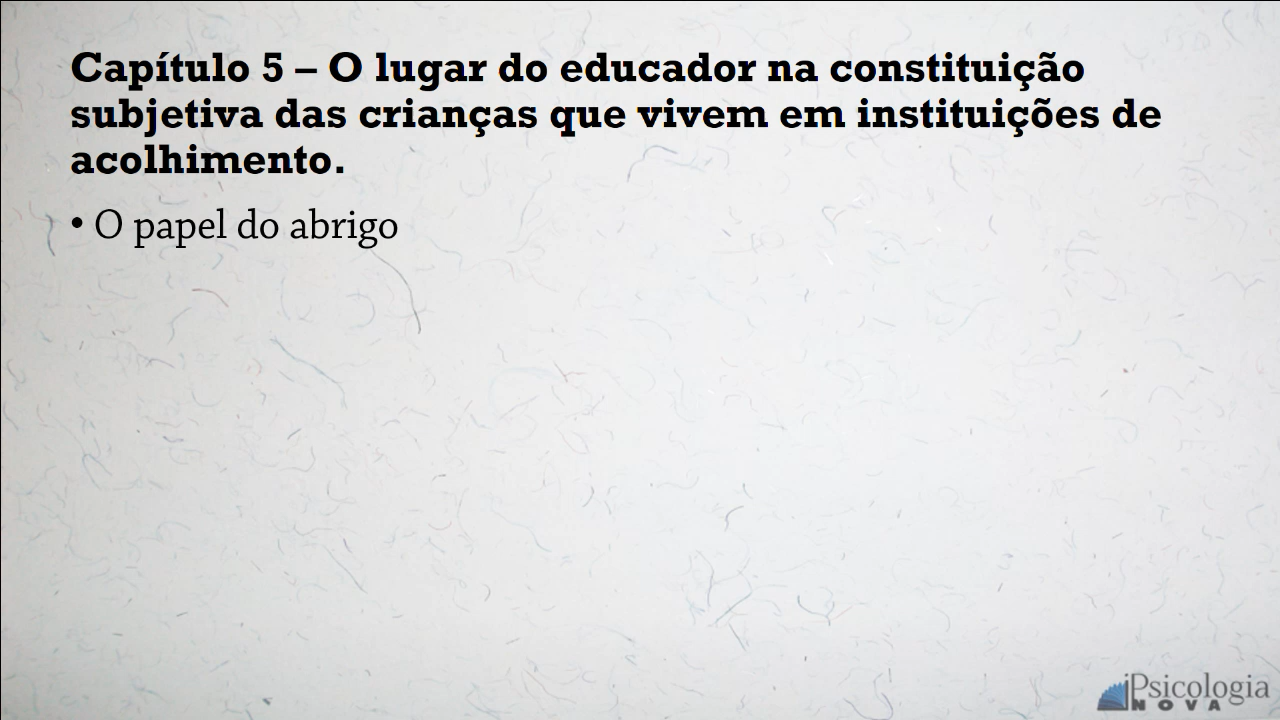 Capítulo 5 – O lugar do educador na constituição
subjetiva das crianças que vivem em instituições de
acolhimento.
• O papel do abrigo
Psicologia
NOVA